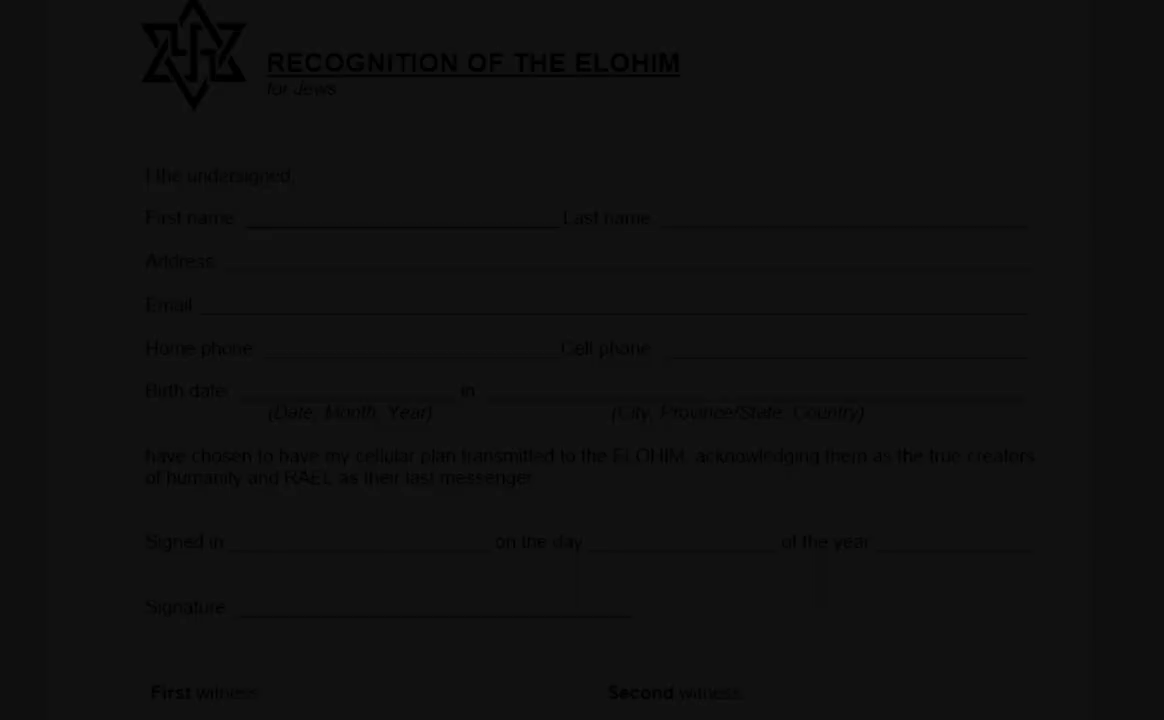 RECOGNITION OF THE ELOHIM
for Jews
I the undersigned,
First name Last name
Address
Email
Home phone Cell phone
Birth date in
(Date, Month, Year) (City, Province/State, Country)
have chosen to have my cellular plan transmitted to the ELOHIM, acknowledging them as the true creators
of humanity and RAEL as their last messenger
Signed in on the day of the year
Signature
First witness Second witness